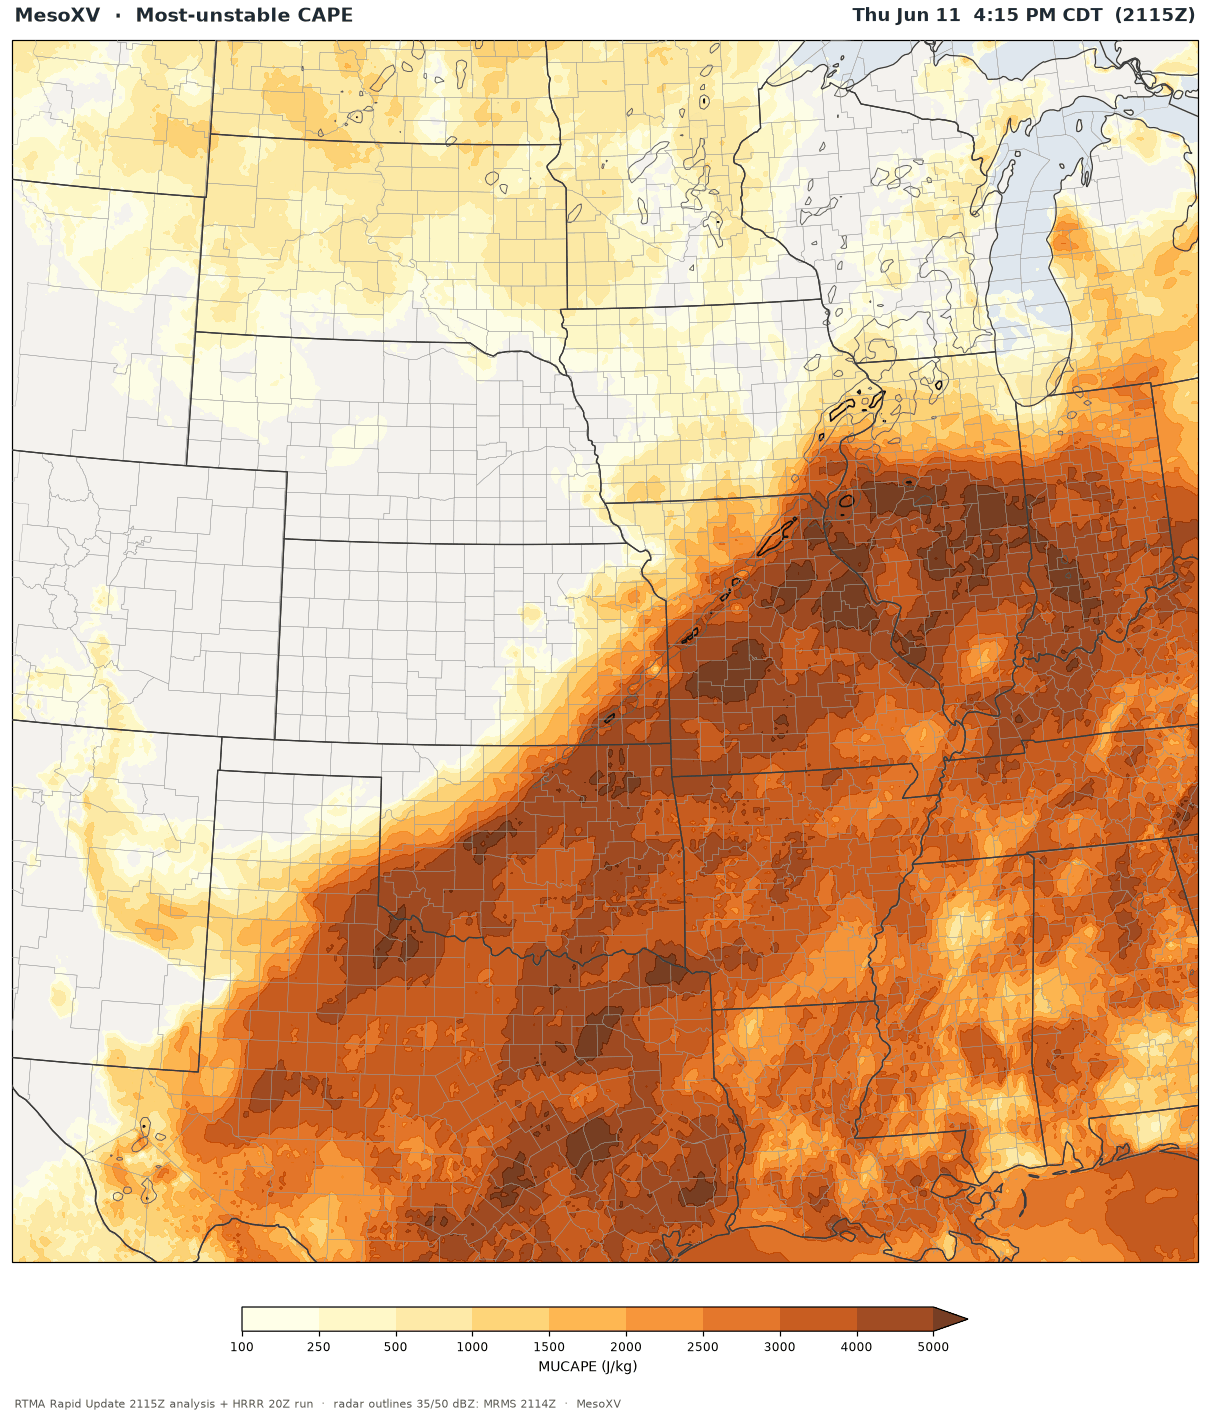 MesoXV · Most-unstable CAPE
Thu Jun 11 4:15 PM CDT (2115Z)
100 250 500 1000 1500 2000 2500 3000 4000 5000
MUCAPE (J/kg)
RTMA Rapid Update 2115Z analysis + HRRR 20Z run · radar outlines 35/50 dBZ: MRMS 2114Z · MesoXV